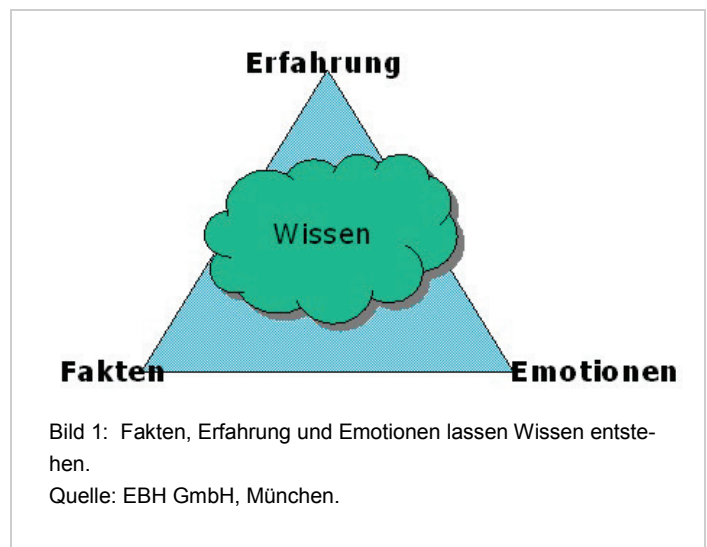 Erfahrung
Wissen
Fakten
Emotionen
Bild 1: Fakten, Erfahrung und Emotionen lassen Wissen entste-
hen.
Quelle: EBH GmbH, München.